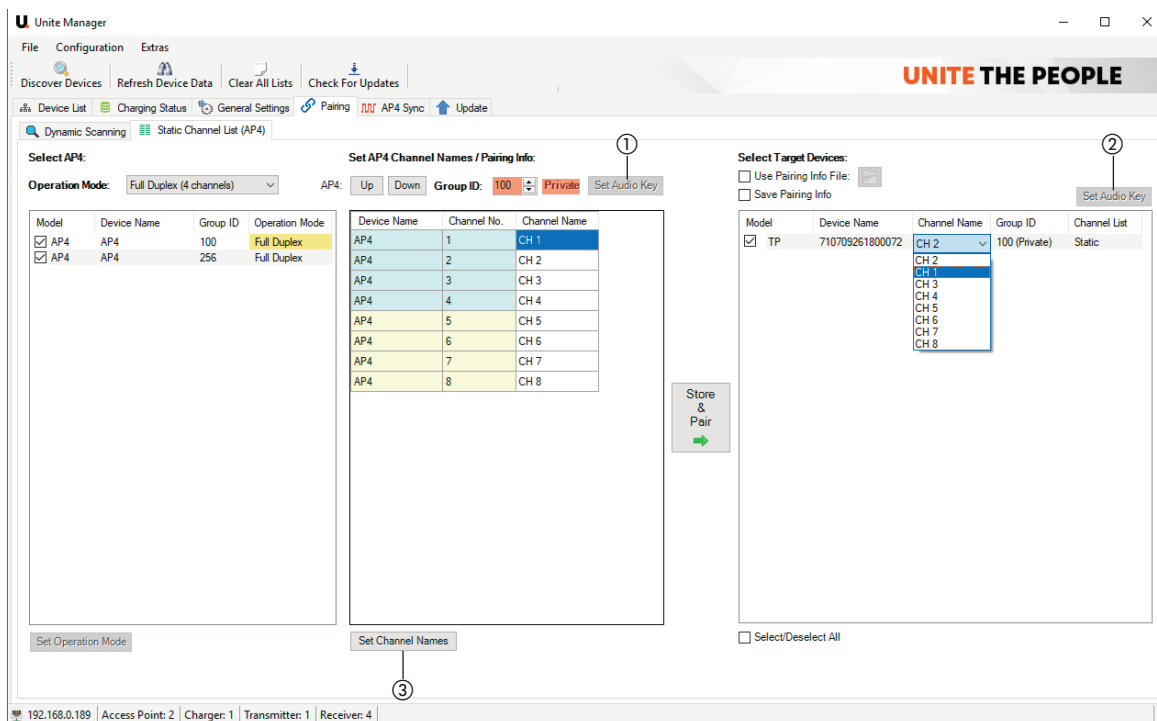 U Unite Manager
File Configuration Extras
Discover Devices Refresh Device Data Clear All Lists Check For Updates
UNITE THE PEOPLE
Device List Charging Status General Settings Pairing AP4 Sync Update
Dynamic Scanning Static Channel List (AP4)
①
②
Select AP4:
Set AP4 Channel Names / Pairing Info:
Select Target Devices:
Operation Mode: Full Duplex (4 channels) AP4: Up Down Group ID: 100 Private Set Audio Key
Use Pairing Info File:
Save Pairing Info
Set Audio Key
Model Device Name Group ID Operation Mode
AP4 AP4 100 Full Duplex
AP4 AP4 256 Full Duplex
Device Name Channel No. Channel Name
AP4 1 CH 1
AP4 2 CH 2
AP4 3 CH 3
AP4 4 CH 4
AP4 5 CH 5
AP4 6 CH 6
AP4 7 CH 7
AP4 8 CH 8
Store
&
Pair
Model Device Name Channel Name Group ID Channel List
TP 710709261800072 CH 2 100 (Private) Static
CH 2
CH 1
CH 3
CH 4
CH 5
CH 6
CH 7
CH 8
Set Operation Mode
Set Channel Names
Select/Deselect All
③
192.168.0.189 Access Point: 2 Charger: 1 Transmitter: 1 Receiver: 4